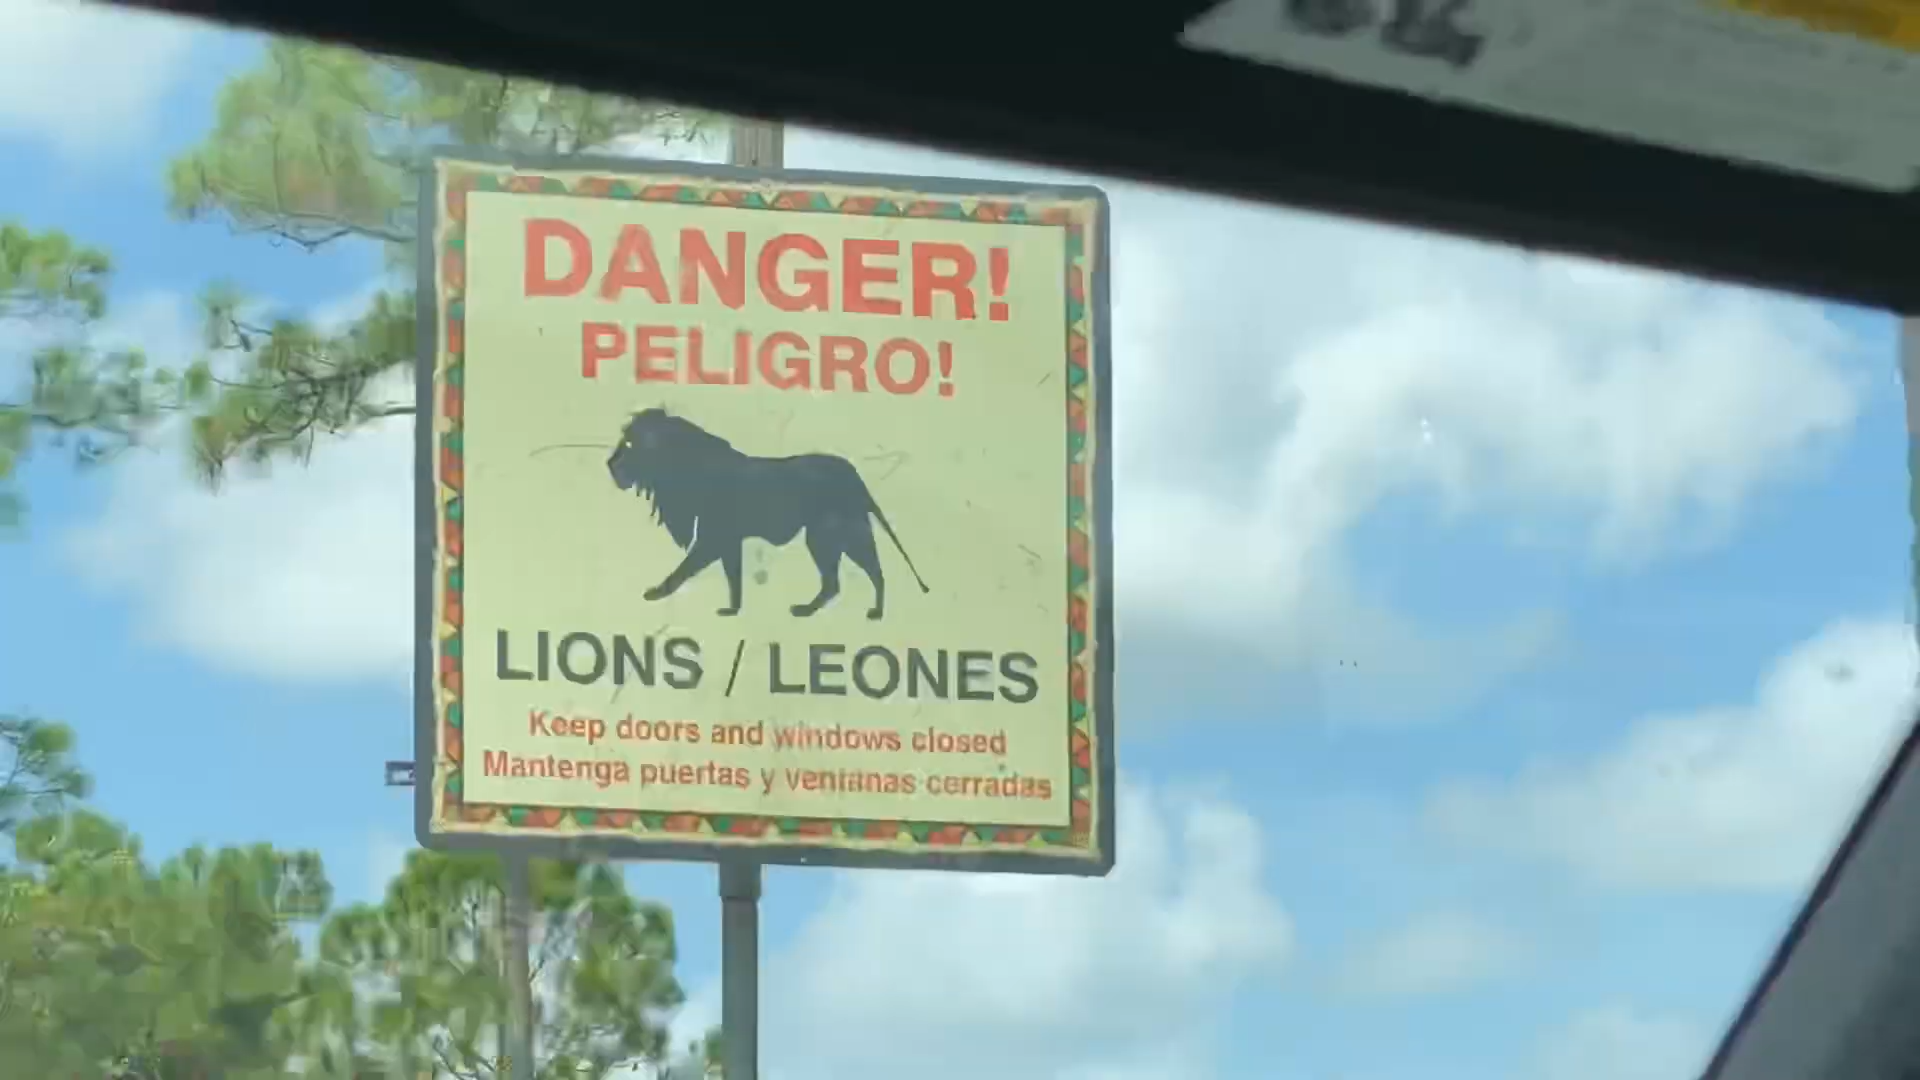 DANGER!
PELIGRO!
LIONS / LEONES
Keep doors and windows closed
Mantenga puertas y ventanas cerradas